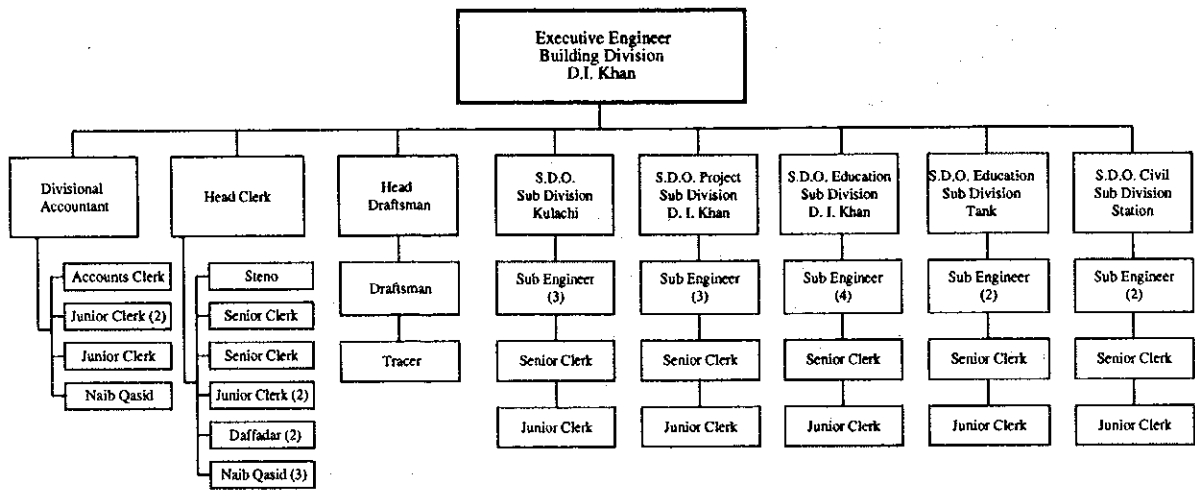 Executive Engineer
Building Division
D.I. Khan
Divisional
Accountant
Head Clerk
Head
Draftsman
S.D.O.
Sub Division
Kulachi
S.D.O. Project
Sub Division
D. I. Khan
S.D.O. Education
Sub Division
D. I. Khan
S.D.O. Education
Sub Division
Tank
S.D.O. Civil
Sub Division
Station
Accounts Clerk
Junior Clerk (2)
Junior Clerk
Naib Qasid
Steno
Senior Clerk
Senior Clerk
Junior Clerk (2)
Daffadar (2)
Naib Qasid (3)
Draftsman
Tracer
Sub Engineer
(3)
Senior Clerk
Junior Clerk
Sub Engineer
(3)
Senior Clerk
Junior Clerk
Sub Engineer
(4)
Senior Clerk
Junior Clerk
Sub Engineer
(2)
Senior Clerk
Junior Clerk
Sub Engineer
(2)
Senior Clerk
Junior Clerk